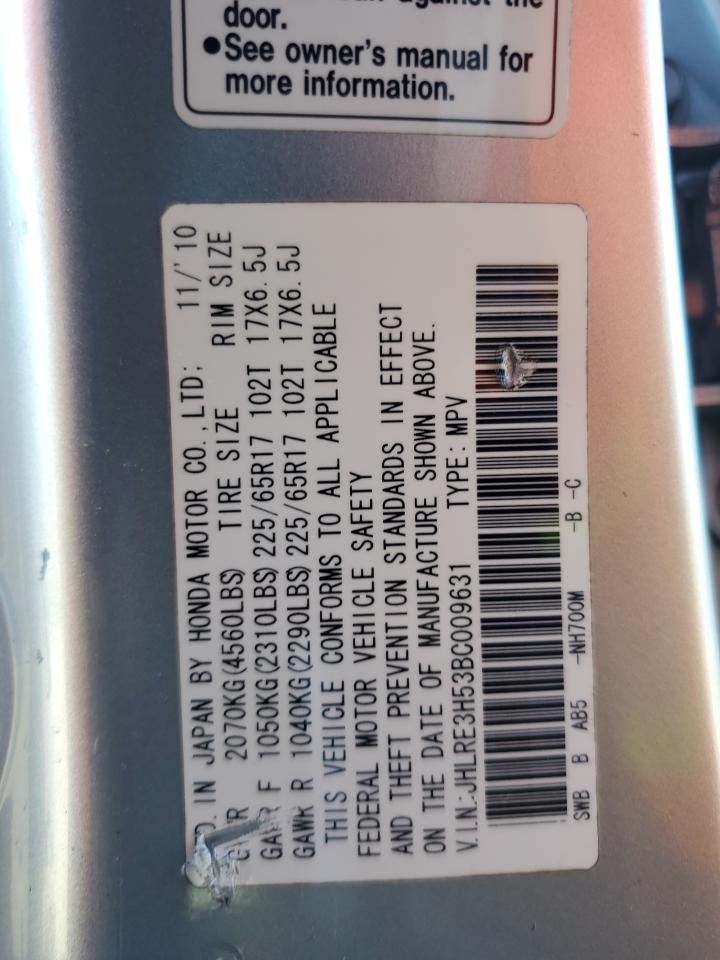 door.
●See owner's manual for
more information.
IN JAPAN BY HONDA MOTOR CO.,LTD; 11/'10
2070KG(4560LBS) TIRE SIZE RIM SIZE
F 1050KG(2310LBS) 225/65R17 102T 17X6.5J
GAWR R 1040KG(2290LBS) 225/65R17 102T 17X6.5J
THIS VEHICLE CONFORMS TO ALL APPLICABLE
FEDERAL MOTOR VEHICLE SAFETY
AND THEFT PREVENTION STANDARDS IN EFFECT
ON THE DATE OF MANUFACTURE SHOWN ABOVE.
V.I.N.:JHLRE3H53BC009631 TYPE:MPV
SWB B AB5 -NH700M -B -C